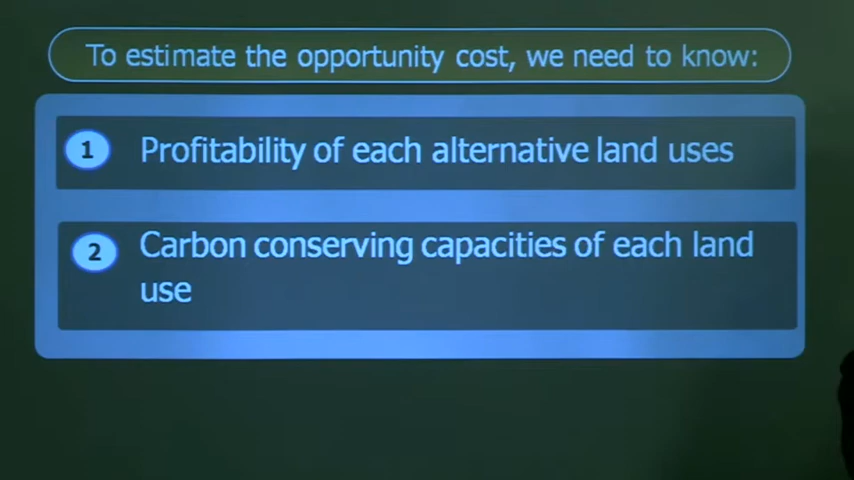 To estimate the opportunity cost, we need to know:
1 Profitability of each alternative land uses
2 Carbon conserving capacities of each land
use